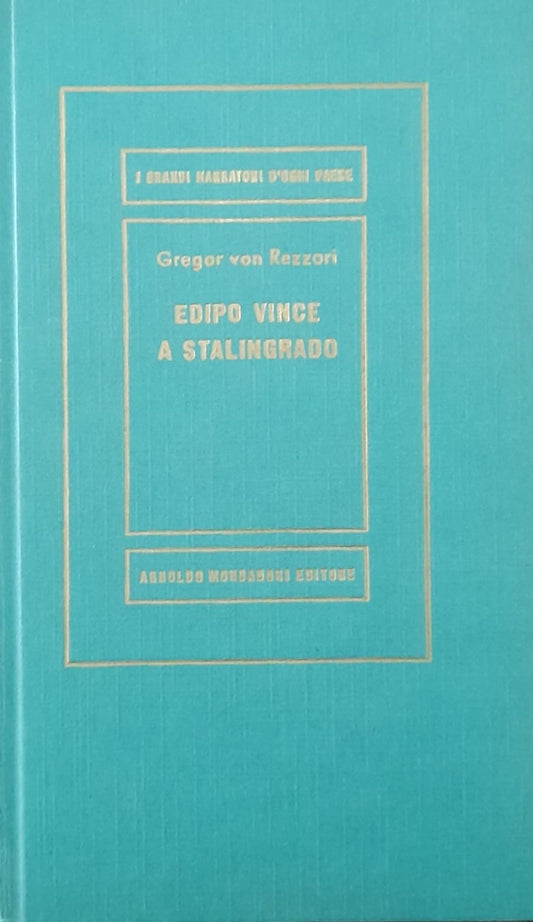 I GRANDI NARRATORI D'OGNI PAESE
Gregor von Rezzori
EDIPO VINCE
A STALINGRADO
ARNOLDO MONDADORI EDITORE